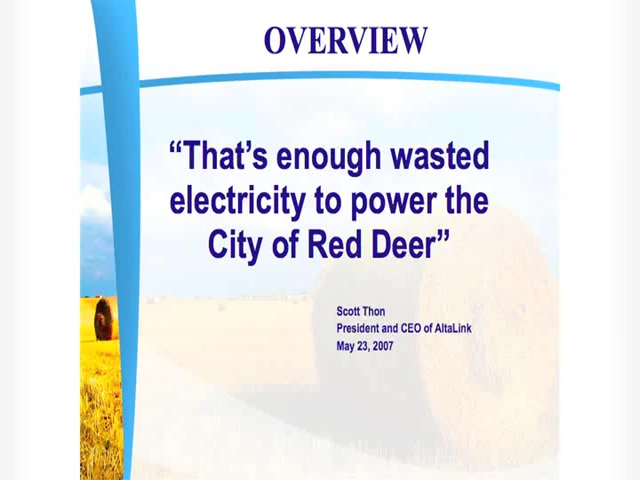 OVERVIEW
“That’s enough wasted
electricity to power the
City of Red Deer”
Scott Thon
President and CEO of AltaLink
May 23, 2007